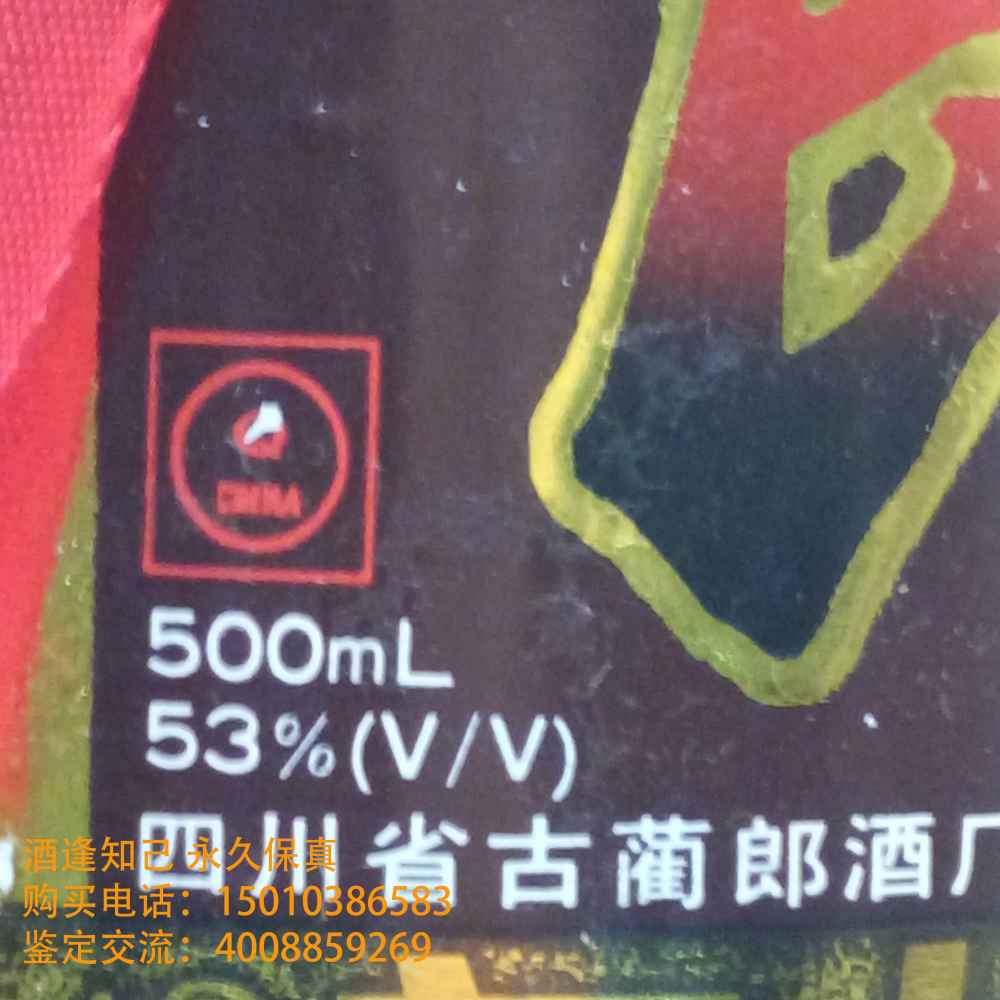 CHINA
500mL
53%(V/V)
四川省古蔺郎酒厂
酒逢知己 永久保真
购买电话：15010386583
鉴定交流：4008859269